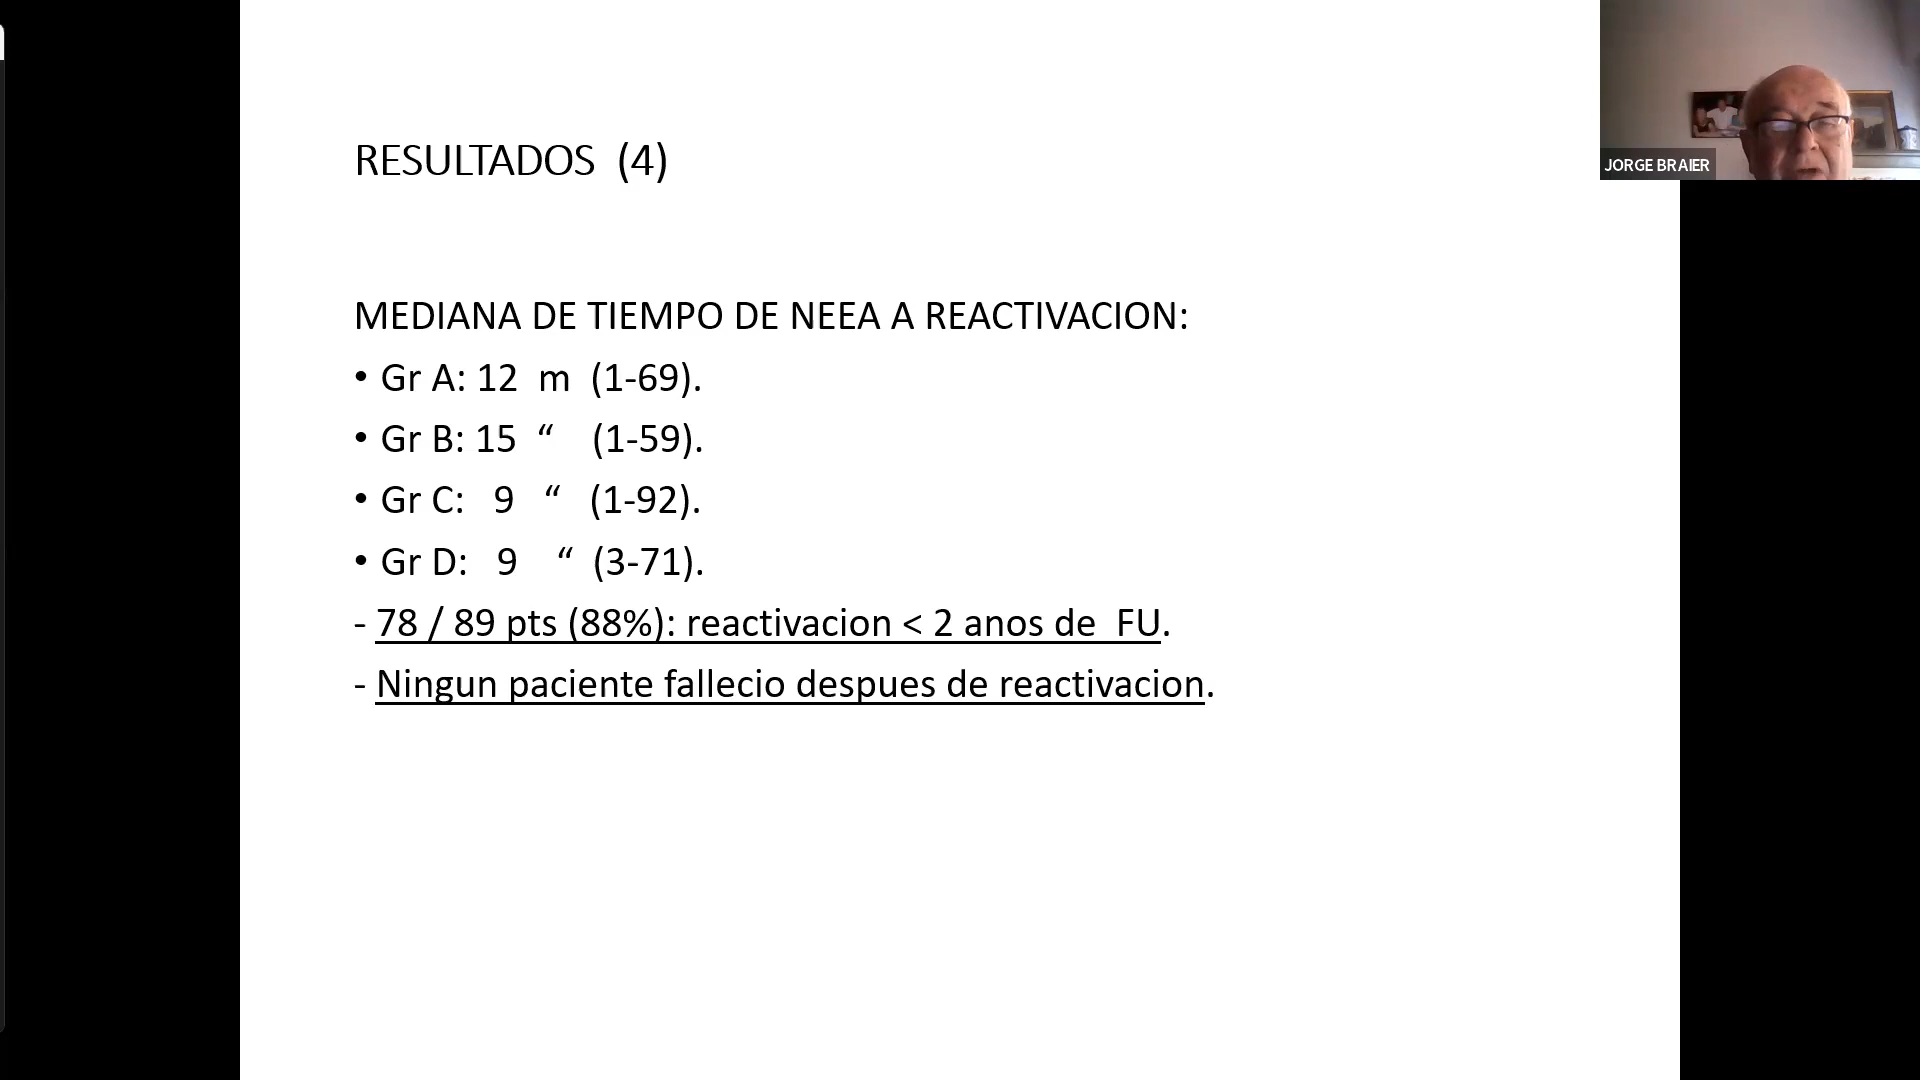 RESULTADOS (4)
JORGE BRAIER
MEDIANA DE TIEMPO DE NEEA A REACTIVACION:
• Gr A: 12 m (1-69).
• Gr B: 15 “ (1-59).
• Gr C: 9 “ (1-92).
• Gr D: 9 “ (3-71).
- 78 / 89 pts (88%): reactivacion < 2 anos de FU.
- Ningun paciente fallecio despues de reactivacion.